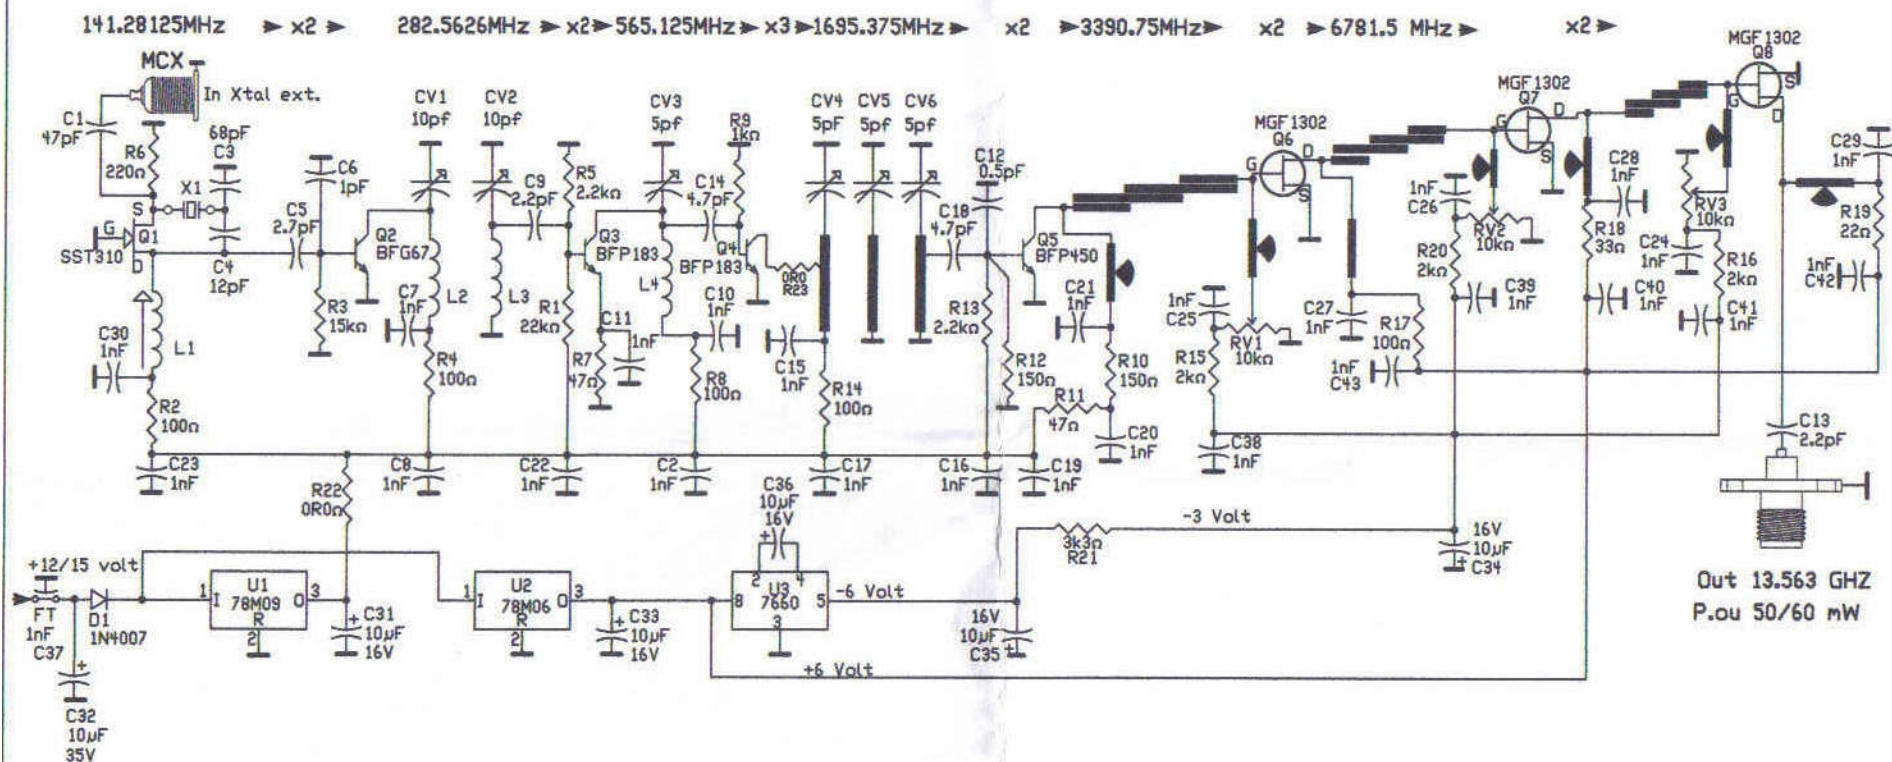 141.28125MHz x2 282.5626MHz x2 565.125MHz x3 1695.375MHz x2 3390.75MHz x2 6781.5 MHz x2
MCX
In Xtal ext.
C1
47pF
R6
220Ω
68pF
C3
X1
S
G
Q1
SST310
D
C4
12pF
C5
2.7pF
C6
1pF
R3
15kΩ
C30
1nF
L1
R2
100Ω
C23
1nF
Q2
BFG67
CV1
10pf
L2
C7
1nF
R4
100Ω
C8
1nF
CV2
10pf
L3
C9
2.2pF
R5
2.2kΩ
R1
22kΩ
C22
1nF
Q3
BFP183
C11
1nF
R7
47Ω
CV3
5pf
L4
C14
4.7pF
R9
1kΩ
Q4
BFP183
C10
1nF
R8
100Ω
C2
1nF
0R0
R23
CV4
5pF
CV5
5pf
CV6
5pf
C15
1nF
R14
100Ω
C17
1nF
C18
4.7pF
C12
0.5pF
Q5
BFP450
R13
2.2kΩ
R12
150Ω
C16
1nF
C19
1nF
C21
1nF
R10
150Ω
R11
47Ω
C20
1nF
MGF1302
Q6
G
D
S
1nF
C25
RV1
10kΩ
R15
2kΩ
C38
1nF
C27
1nF
R17
100Ω
1nF
C43
MGF1302
Q7
G
D
S
1nF
C26
RV2
10kΩ
R20
2kΩ
C39
1nF
C28
1nF
R18
33Ω
C40
1nF
MGF1302
Q8
G
S
D
RV3
10kΩ
C24
1nF
R16
2kΩ
C41
1nF
C29
1nF
R19
22Ω
1nF
C42
C13
2.2pF
Out 13.563 GHZ
P.ou 50/60 mW
R22
0R0Ω
+12/15 volt
FT
1nF
C37
D1
1N4007
C32
10µF
35V
1
I
U1
78M09
O
3
R
2
C31
10µF
16V
1
I
U2
78M06
O
3
R
2
C33
10µF
16V
C36
10µF
16V
2
4
8
U3
7660
5
3
-6 Volt
16V
10µF
C35
3k3Ω
R21
-3 Volt
16V
10µF
C34
+6 Volt